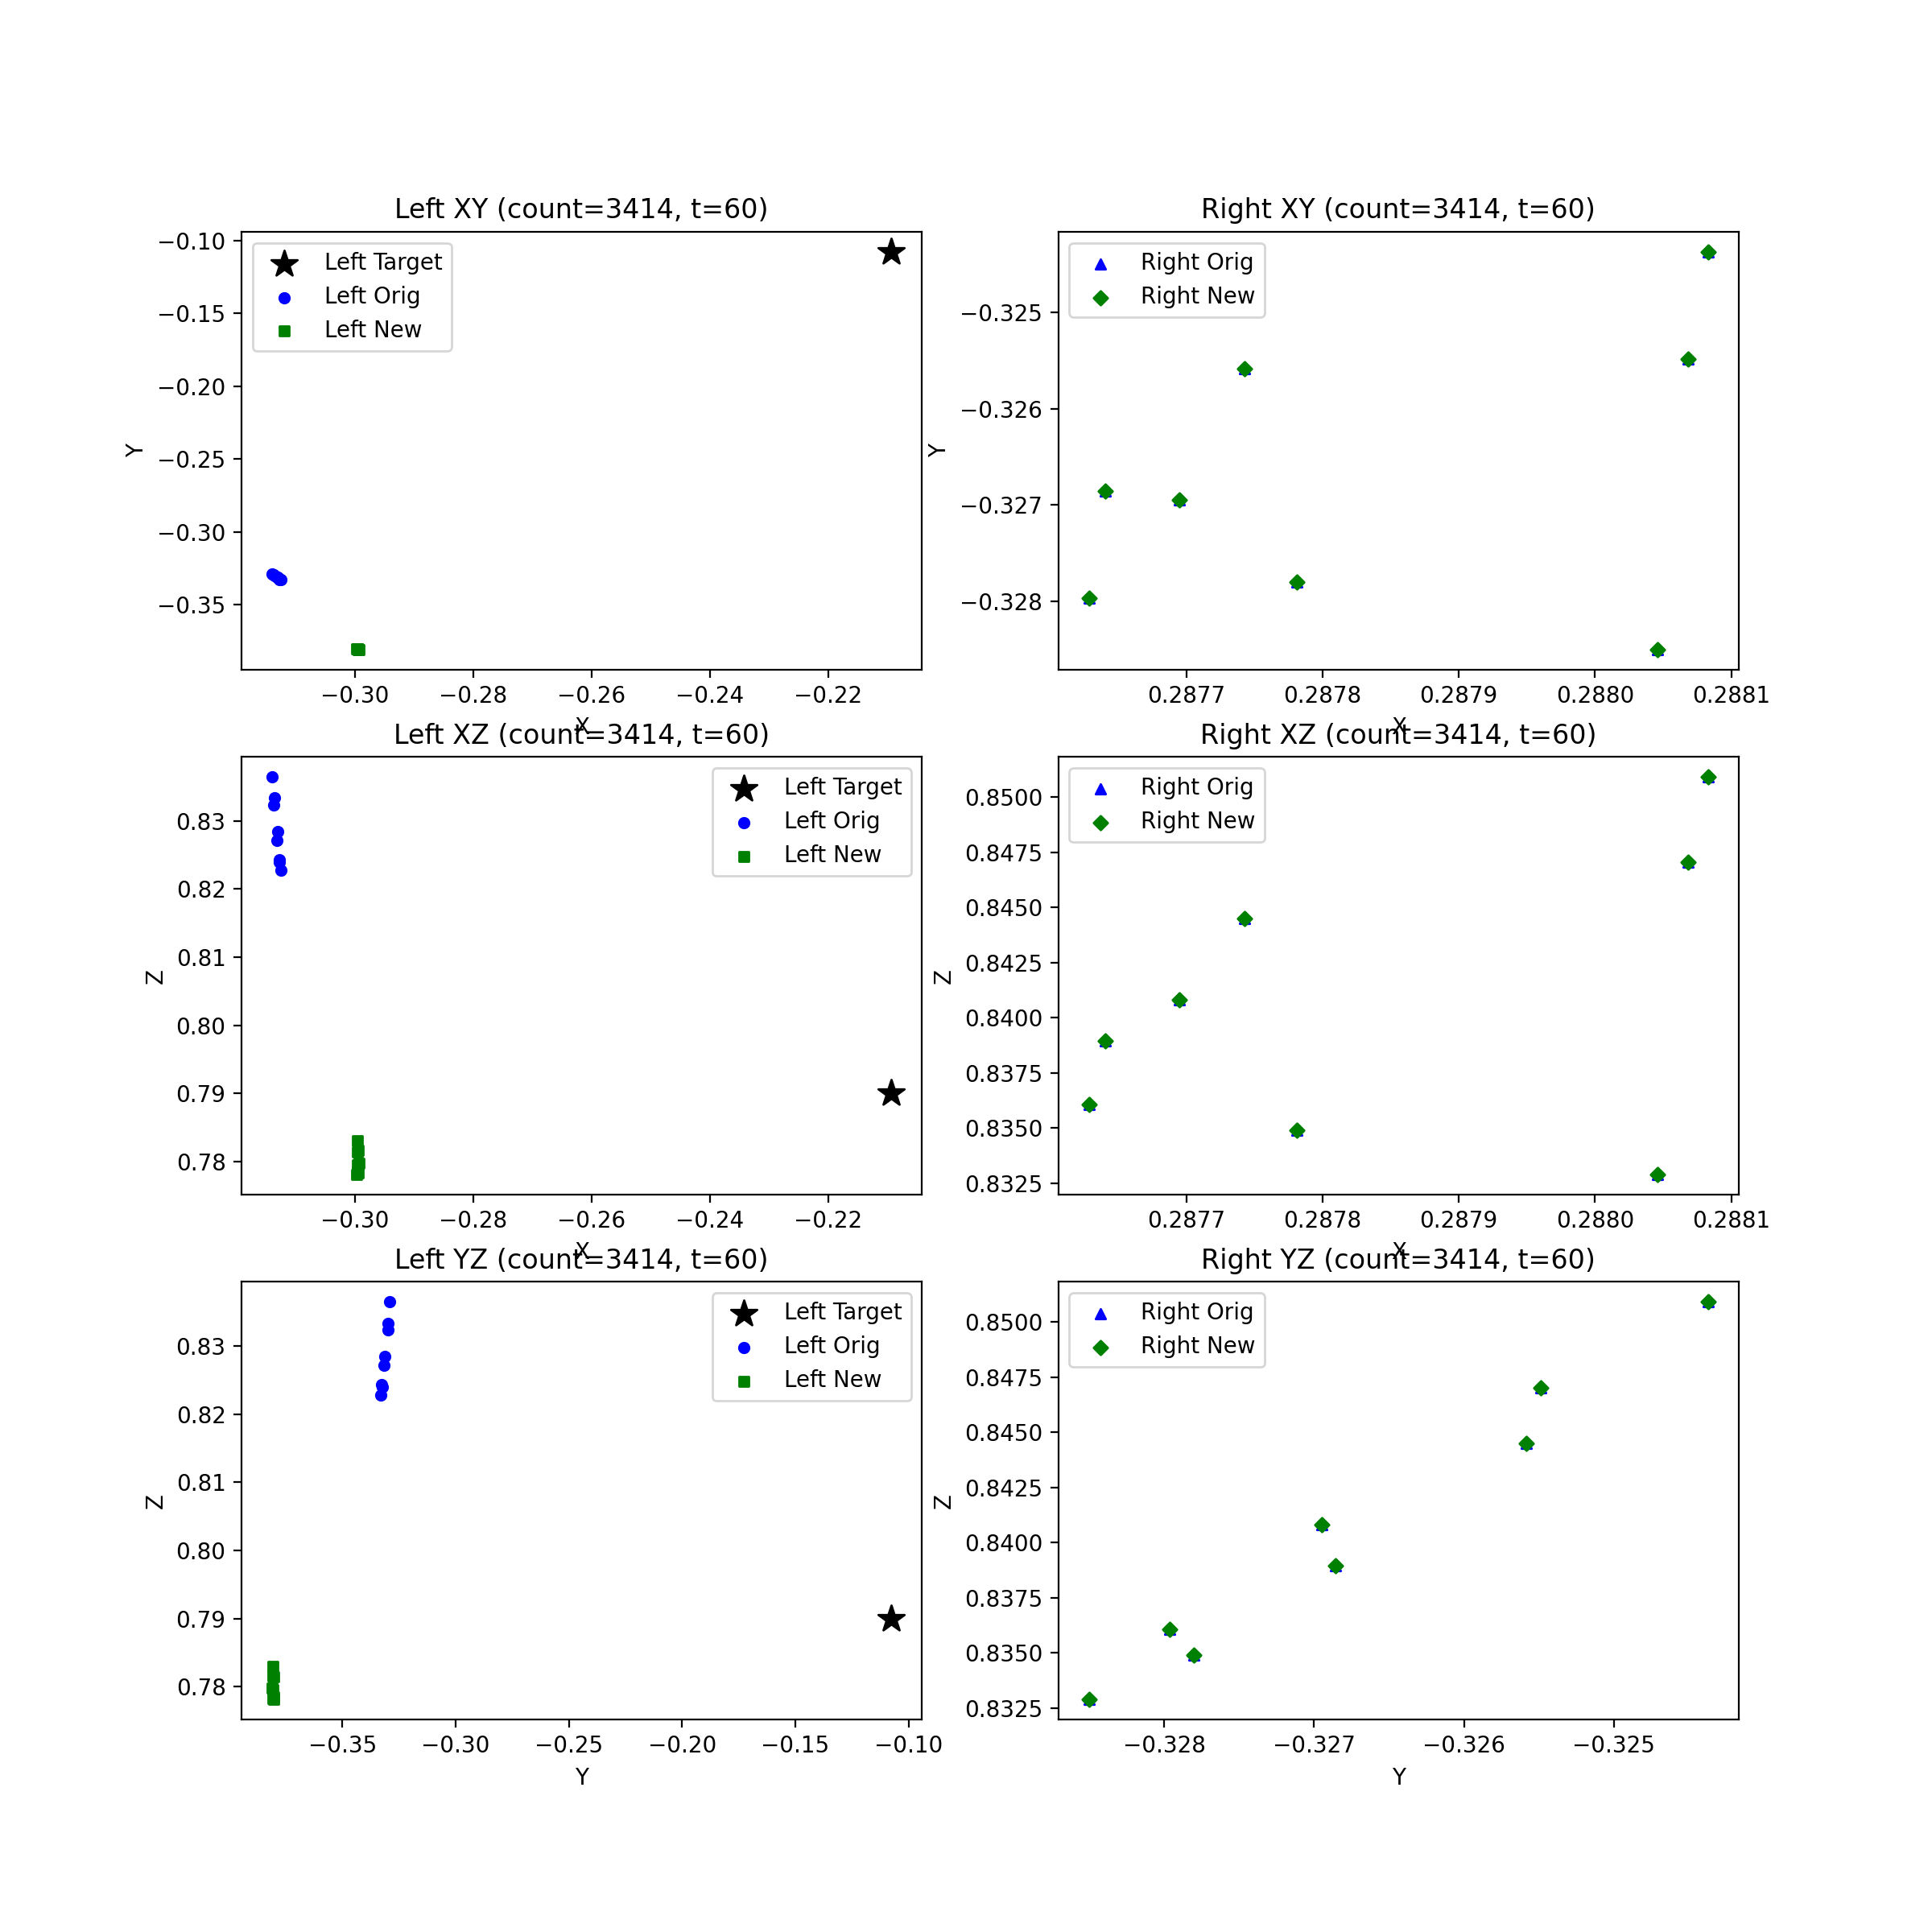 Left XY (count=3414, t=60)
−0.10
−0.15
−0.20
−0.25
−0.30
−0.35
Y
Left Target
Left Orig
Left New
−0.30
−0.28
−0.26
−0.24
−0.22
X
Right XY (count=3414, t=60)
−0.325
−0.326
−0.327
−0.328
Y
Right Orig
Right New
0.2877
0.2878
0.2879
0.2880
0.2881
X
Left XZ (count=3414, t=60)
0.83
0.82
0.81
0.80
0.79
0.78
Z
Left Target
Left Orig
Left New
−0.30
−0.28
−0.26
−0.24
−0.22
X
Right XZ (count=3414, t=60)
0.8500
0.8475
0.8450
0.8425
0.8400
0.8375
0.8350
0.8325
Z
Right Orig
Right New
0.2877
0.2878
0.2879
0.2880
0.2881
X
Left YZ (count=3414, t=60)
0.83
0.82
0.81
0.80
0.79
0.78
Z
Left Target
Left Orig
Left New
−0.35
−0.30
−0.25
−0.20
−0.15
−0.10
Y
Right YZ (count=3414, t=60)
0.8500
0.8475
0.8450
0.8425
0.8400
0.8375
0.8350
0.8325
Z
Right Orig
Right New
−0.328
−0.327
−0.326
−0.325
Y